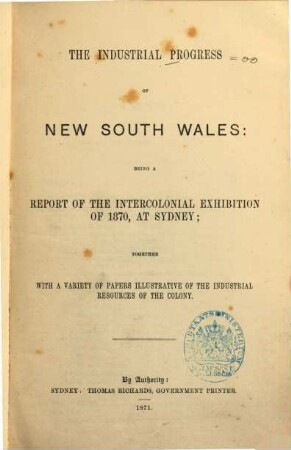 THE INDUSTRIAL PROGRESS
OF
NEW SOUTH WALES:
BEING A
REPORT OF THE INTERCOLONIAL EXHIBITION
OF 1870, AT SYDNEY;
TOGETHER
WITH A VARIETY OF PAPERS ILLUSTRATIVE OF THE INDUSTRIAL
RESOURCES OF THE COLONY.
By Authority:
SYDNEY: THOMAS RICHARDS, GOVERNMENT PRINTER.
1871.